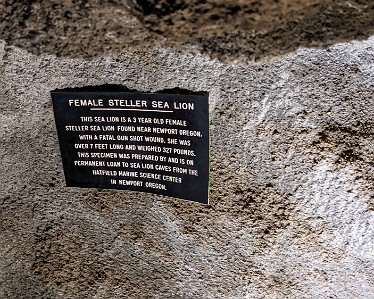 FEMALE STELLER SEA LION
THIS SEA LION IS A 3 YEAR OLD FEMALE
STELLER SEA LION FOUND NEAR NEWPORT OREGON.
WITH A FATAL GUN SHOT WOUND. SHE WAS
OVER 7 FEET LONG AND WEIGHED 327 POUNDS.
THIS SPECIMEN WAS PREPARED BY AND IS ON
PERMANENT LOAN TO SEA LION CAVES FROM THE
HATFIELD MARINE SCIENCE CENTER
IN NEWPORT OREGON.